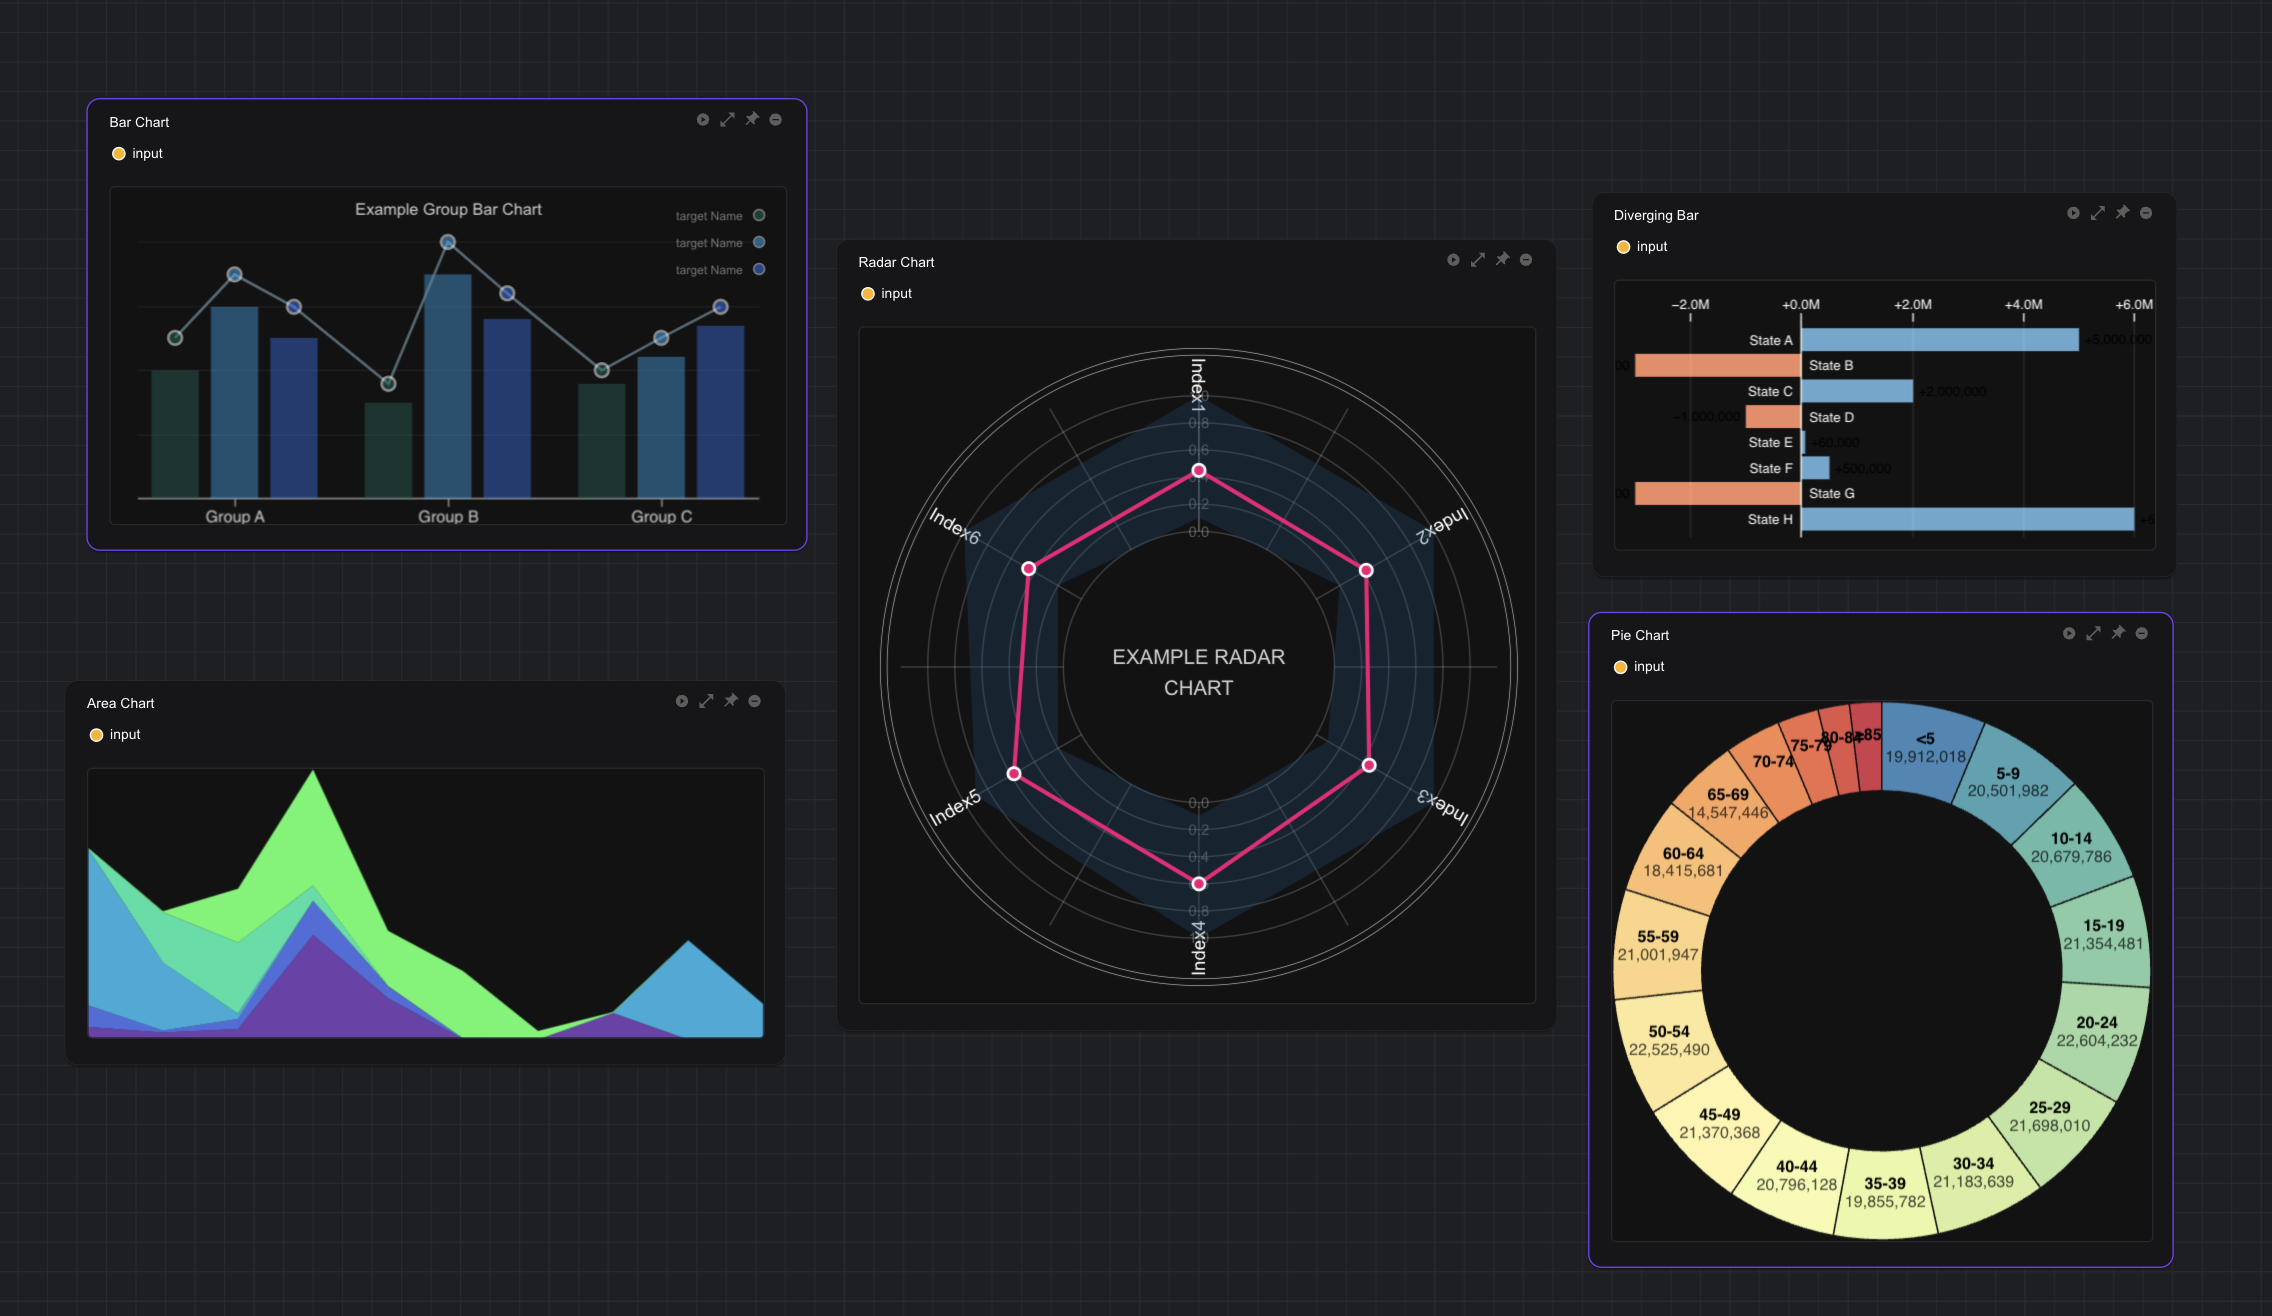 Bar Chart
input
Example Group Bar Chart
target Name
target Name
target Name
Group A
Group B
Group C
Area Chart
input
Radar Chart
input
Index1
Index2
Index3
Index4
Index5
Index6
0.8
0.6
0.2
0.0
EXAMPLE RADAR
CHART
0.0
0.2
0.4
0.8
Diverging Bar
input
−2.0M +0.0M +2.0M +4.0M +6.0M
State A +5,000,000
State B
State C +2,000,000
−1,000,000 State D
State E +60,000
State F +500,000
State G
State H
Pie Chart
input
<5
19,912,018
5-9
20,501,982
10-14
20,679,786
15-19
21,354,481
20-24
22,604,232
25-29
21,698,010
30-34
21,183,639
35-39
19,855,782
40-44
20,796,128
45-49
21,370,368
50-54
22,525,490
55-59
21,001,947
60-64
18,415,681
65-69
14,547,446
70-74
75-79
80-84
≥85